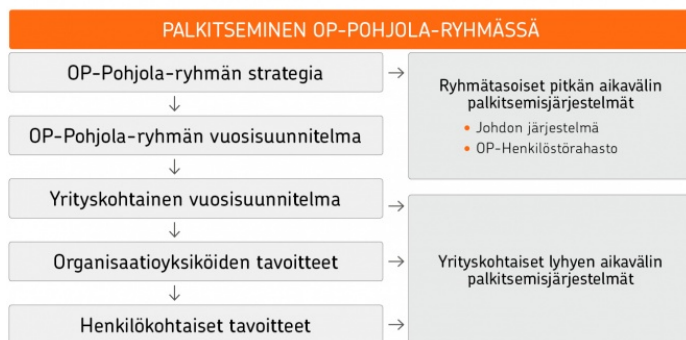 PALKITSEMINEN OP-POHJOLA-RYHMÄSSÄ
OP-Pohjola-ryhmän strategia
OP-Pohjola-ryhmän vuosisuunnitelma
Yrityskohtainen vuosisuunnitelma
Organisaatioyksiköiden tavoitteet
Henkilökohtaiset tavoitteet
Ryhmätasoiset pitkän aikavälin
palkitsemisjärjestelmät
• Johdon järjestelmä
• OP-Henkilöstörahasto
Yrityskohtaiset lyhyen aikavälin
palkitsemisjärjestelmät